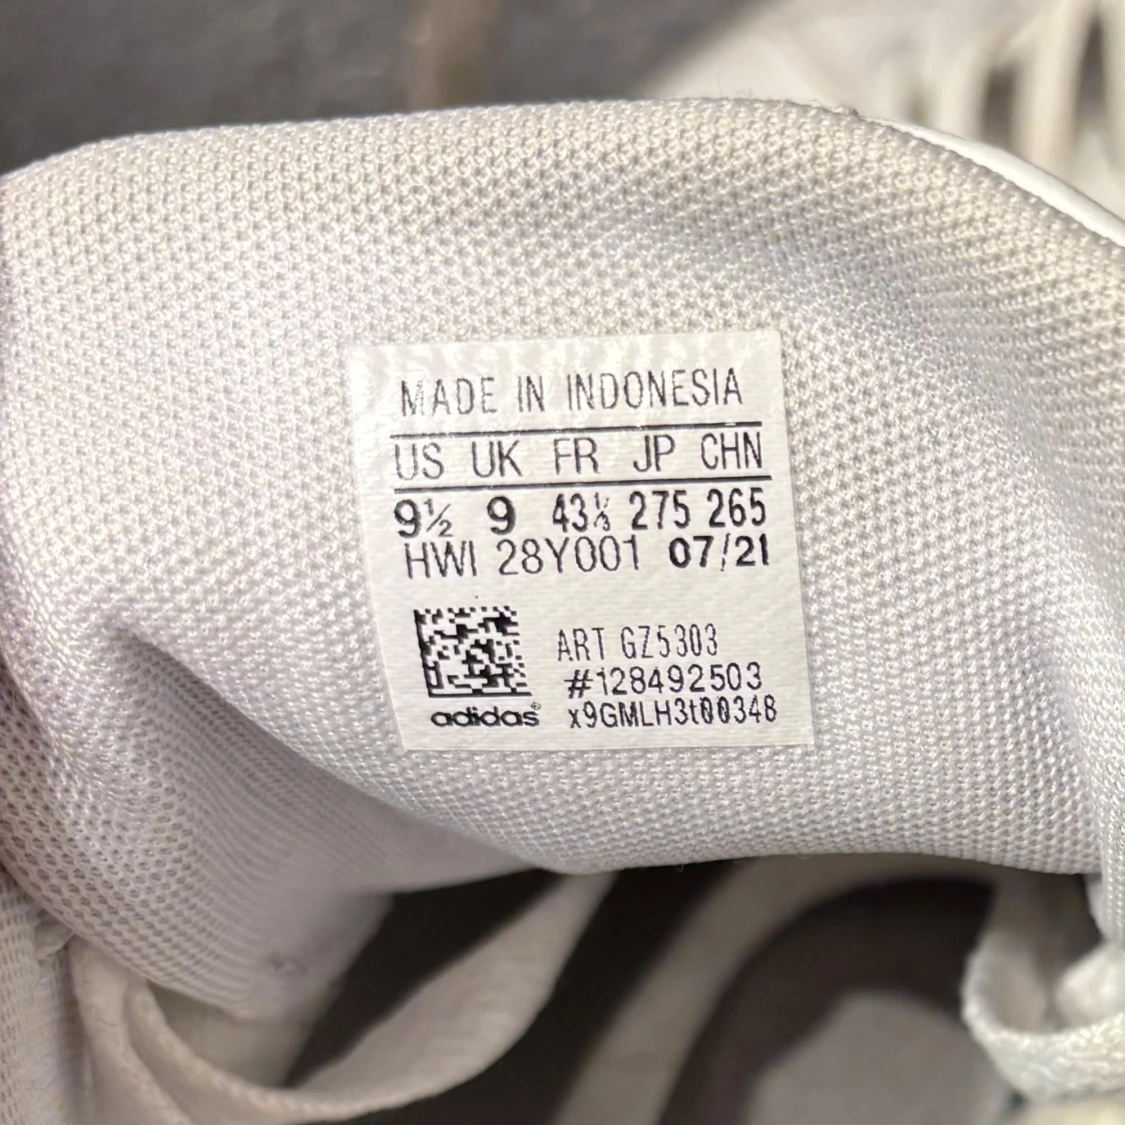 MADE IN INDONESIA
US UK FR JP CHN
9½ 9 43⅓ 275 265
HWI 28Y001 07/21
ART GZ5303
#128492503
adidas® x9GMLH3t00348